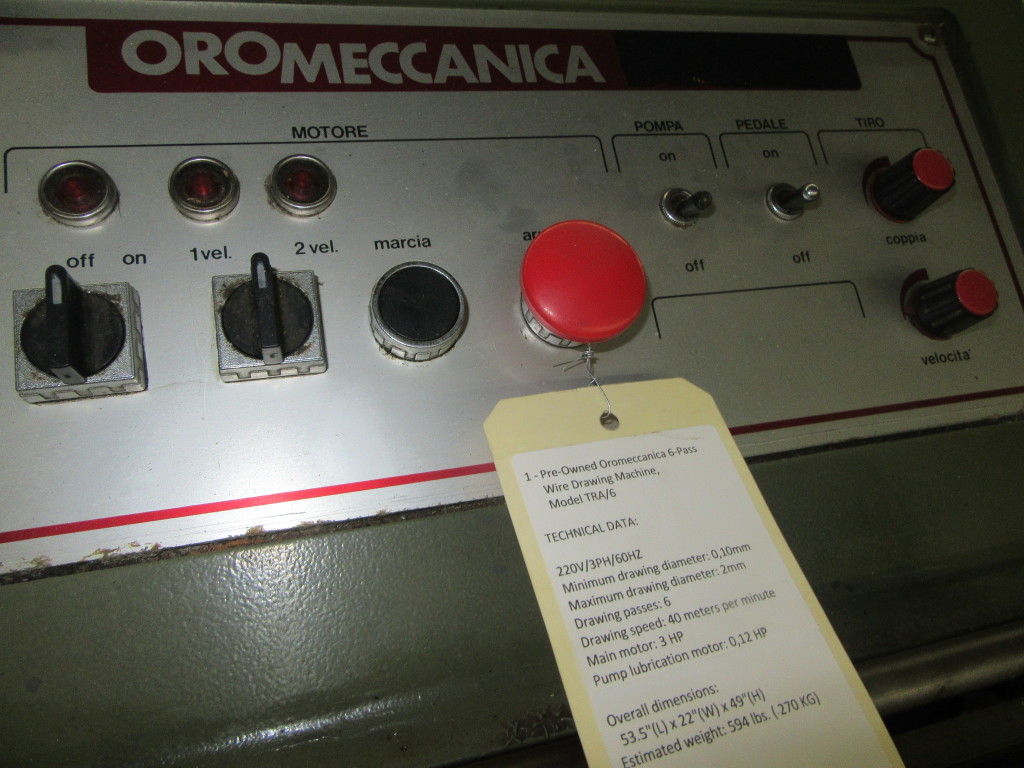 OROMECCANICA
MOTORE
POMPA
PEDALE
TIRO
on
on
off on
1 vel.
2 vel.
marcia
off
off
coppia
velocita'
1 - Pre-Owned Oromeccanica 6-Pass
Wire Drawing Machine,
Model TRA/6
TECHNICAL DATA:
220V/3PH/60HZ
Minimum drawing diameter: 0,10mm
Maximum drawing diameter: 2mm
Drawing passes: 6
Drawing speed: 40 meters per minute
Main motor: 3 HP
Pump lubrication motor: 0,12 HP
Overall dimensions:
53.5"(L) x 22"(W) x 49"(H)
Estimated weight: 594 lbs. ( 270 KG)